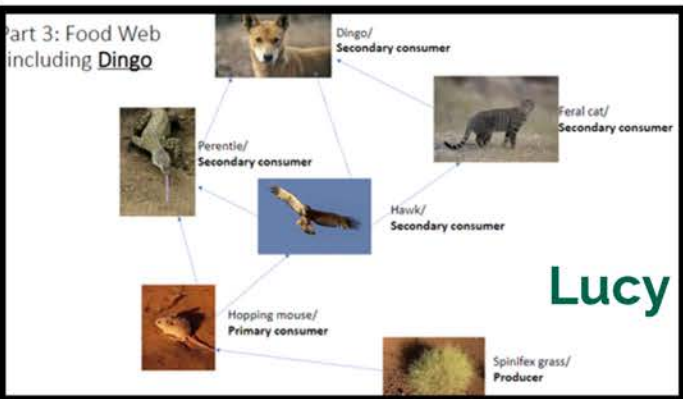 Part 3: Food Web
including Dingo
Dingo/
Secondary consumer
Feral cat/
Secondary consumer
Perentie/
Secondary consumer
Hawk/
Secondary consumer
Lucy
Hopping mouse/
Primary consumer
Spinifex grass/
Producer